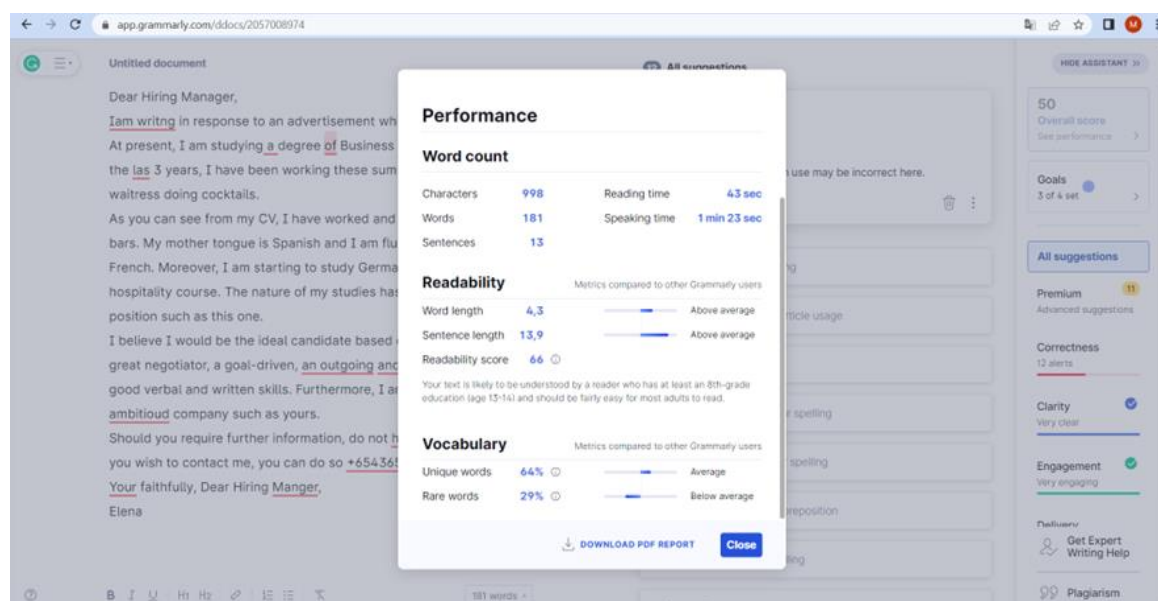 app.grammarly.com/ddocs/2057008974
M
Untitled document
All suggestions
HIDE ASSISTANT
Dear Hiring Manager,
Iam writng in response to an advertisement wh
At present, I am studying a degree of Business
the las 3 years, I have been working these sum
waitress doing cocktails.
As you can see from my CV, I have worked and
bars. My mother tongue is Spanish and I am flu
French. Moreover, I am starting to study Germa
hospitality course. The nature of my studies has
position such as this one.
I believe I would be the ideal candidate based
great negotiator, a goal-driven, an outgoing and
good verbal and written skills. Furthermore, I a
ambitioud company such as yours.
Should you require further information, do not h
you wish to contact me, you can do so +65436
Your faithfully, Dear Hiring Manger,
Elena
B I U H1 H2
181 words
Performance
Word count
Characters 998 Reading time 43 sec
Words 181 Speaking time 1 min 23 sec
Sentences 13
Readability Metrics compared to other Grammarly users
Word length 4,3 Above average
Sentence length 13,9 Above average
Readability score 66
Your text is likely to be understood by a reader who has at least an 8th-grade
education (age 13-14) and should be fairly easy for most adults to read.
Vocabulary Metrics compared to other Grammarly users
Unique words 64% Average
Rare words 29% Below average
DOWNLOAD PDF REPORT Close
use may be incorrect here.
article usage
spelling
spelling
preposition
50
Overall score
See performance
Goals
3 of 4 set
All suggestions
Premium 11
Advanced suggestions
Correctness
12 alerts
Clarity
Very clear
Engagement
Very engaging
Delivery
Get Expert
Writing Help
Plagiarism